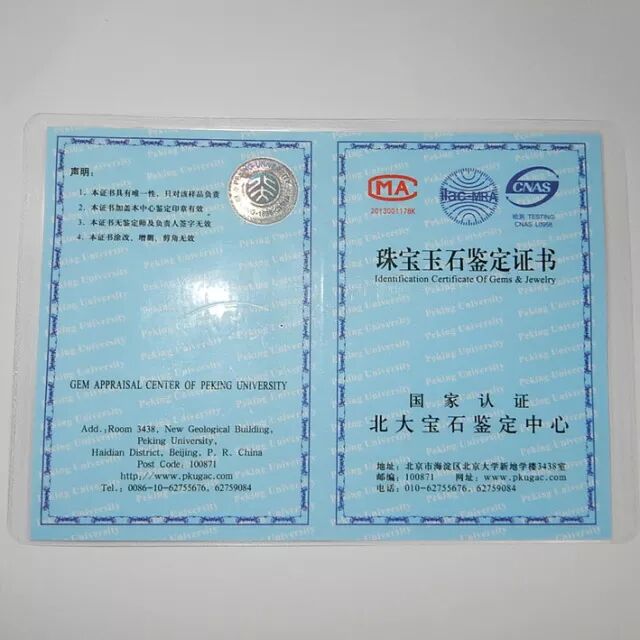 声明：
1、本证书具有唯一性，只对该样品负责
2、本证书加盖本中心鉴定印章有效
3、本证书无鉴定师及负责人签字无效
4、本证书涂改、增删、剪角无效
GEM APPRAISAL CENTER OF PEKING UNIVERSITY
Add.:Room 3438, New Geological Building,
Peking University,
Haidian District, Beijing, P. R. China
Post Code: 100871
http://www.pkugac.com
Tel.: 0086-10-62755676, 62759084
MA
2013001178K
ilac-MRA
CNAS
检测 TESTING
CNAS L0958
珠宝玉石鉴定证书
Identification Certificate Of Gems & Jewelry
国家认证
北大宝石鉴定中心
地址：北京市海淀区北京大学新地学楼3438室
邮编：100871 网址：www.pkugac.com
电话：010-62755676, 62759084
Peking University